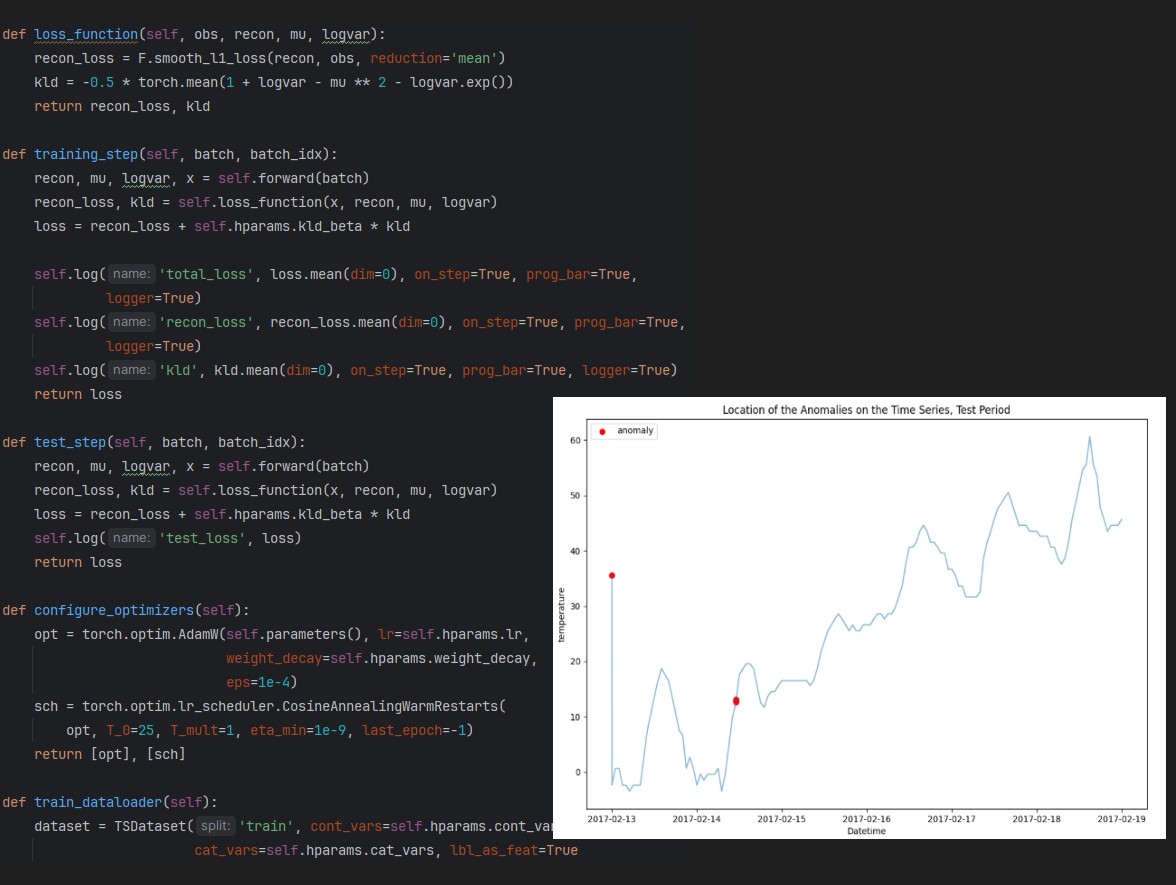 def loss_function(self, obs, recon, mu, logvar):
    recon_loss = F.smooth_l1_loss(recon, obs, reduction='mean')
    kld = -0.5 * torch.mean(1 + logvar - mu ** 2 - logvar.exp())
    return recon_loss, kld
def training_step(self, batch, batch_idx):
    recon, mu, logvar, x = self.forward(batch)
    recon_loss, kld = self.loss_function(x, recon, mu, logvar)
    loss = recon_loss + self.hparams.kld_beta * kld
    self.log( name: 'total_loss', loss.mean(dim=0), on_step=True, prog_bar=True,
             logger=True)
    self.log( name: 'recon_loss', recon_loss.mean(dim=0), on_step=True, prog_bar=True,
             logger=True)
    self.log( name: 'kld', kld.mean(dim=0), on_step=True, prog_bar=True, logger=True)
    return loss
def test_step(self, batch, batch_idx):
    recon, mu, logvar, x = self.forward(batch)
    recon_loss, kld = self.loss_function(x, recon, mu, logvar)
    loss = recon_loss + self.hparams.kld_beta * kld
    self.log( name: 'test_loss', loss)
    return loss
def configure_optimizers(self):
    opt = torch.optim.AdamW(self.parameters(), lr=self.hparams.lr,
                            weight_decay=self.hparams.weight_decay,
                            eps=1e-4)
    sch = torch.optim.lr_scheduler.CosineAnnealingWarmRestarts(
        opt, T_0=25, T_mult=1, eta_min=1e-9, last_epoch=-1)
    return [opt], [sch]
def train_dataloader(self):
    dataset = TSDataset( split: 'train', cont_vars=self.hparams.cont_va
                        cat_vars=self.hparams.cat_vars, lbl_as_feat=True
Location of the Anomalies on the Time Series, Test Period
anomaly
60
50
40
30
20
10
0
temperature
2017-02-13 2017-02-14 2017-02-15 2017-02-16 2017-02-17 2017-02-18 2017-02-19
Datetime